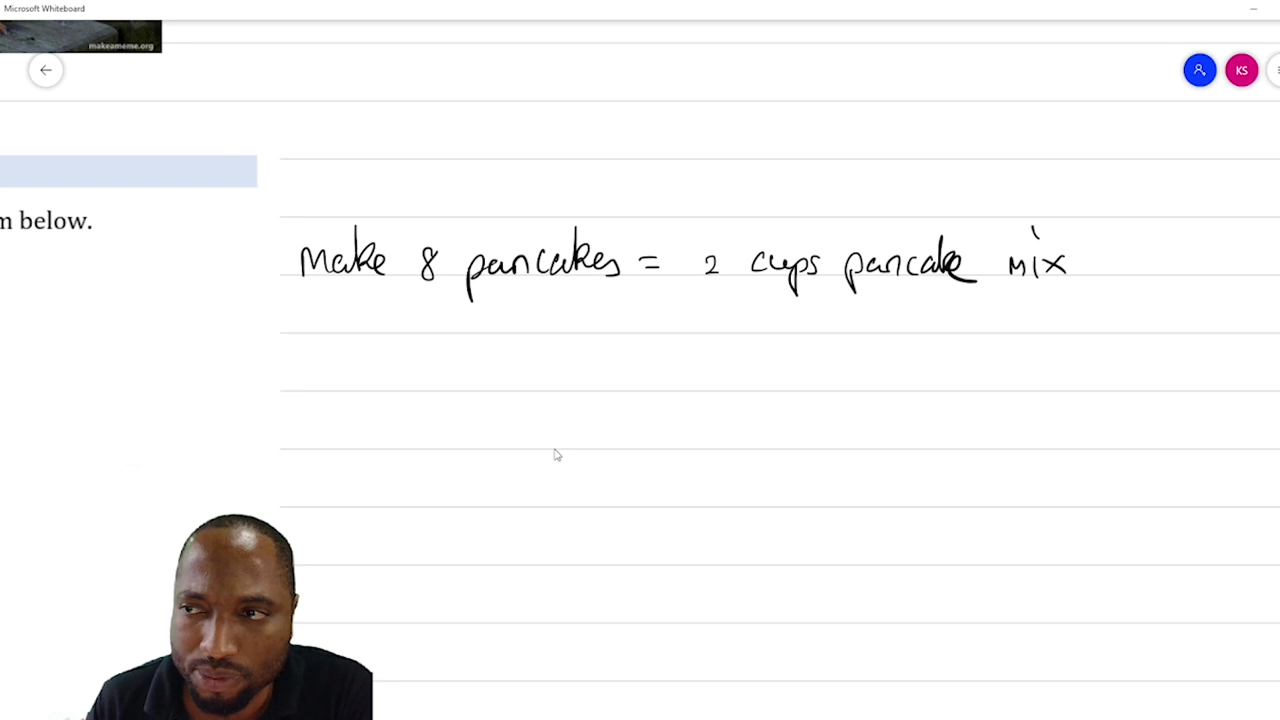 Microsoft Whiteboard
makeameme.org
KS
m below.
Make 8 pancakes = 2 cups pancake mix